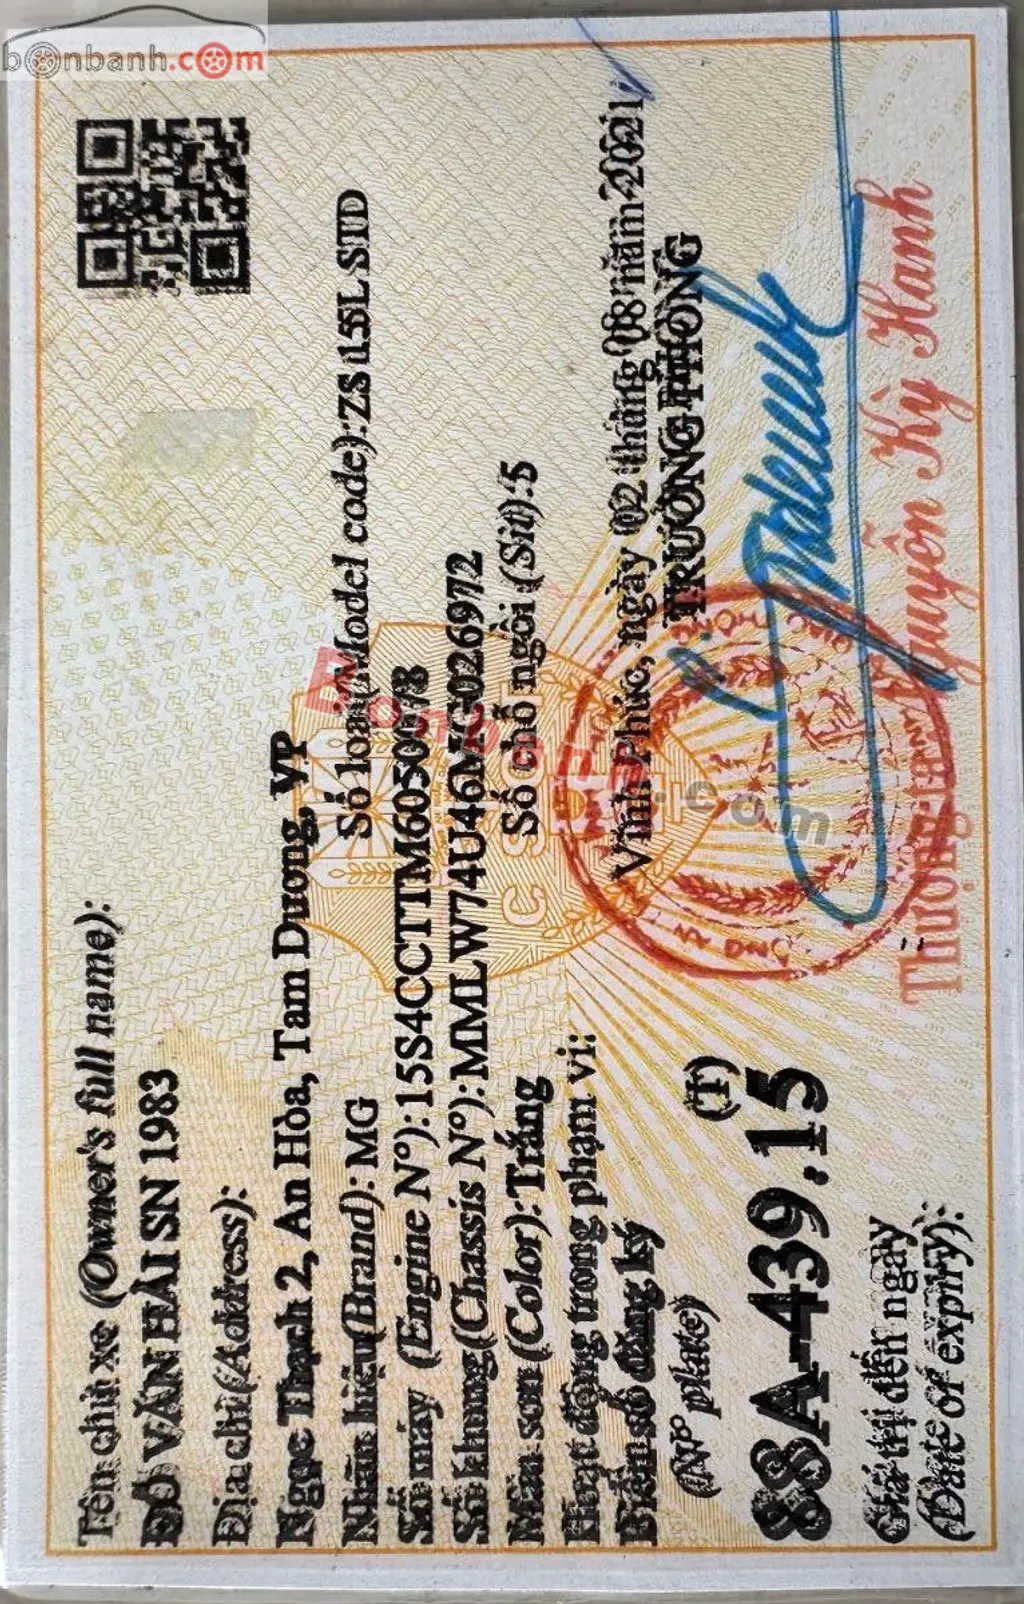 bonbanh.com
Tên chủ xe (Owner's full name):
ĐỖ VĂN HẢI SN 1983
Địa chỉ (Address):
Ngọc Thạch 2, An Hòa, Tam Dương, VP
Nhãn hiệu (Brand): MG
Số loại (Model code): ZS 1.5L STD
Số máy (Engine N°): 15S4CCTTM6050078
Số khung (Chassis N°): MMLW74U46MG026972
Màu sơn (Color): Trắng
Số chỗ ngồi (Sit): 5
Hoạt động trong phạm vi:
Biển số đăng ký
(N° plate)
(T)
88A-439.15
Giá trị đến ngày
(Date of expiry):
Vĩnh Phúc, ngày 02 tháng 08 năm 2021
TRƯỞNG PHÒNG
Bonbanh.com
Nguyễn Kỳ Hanh